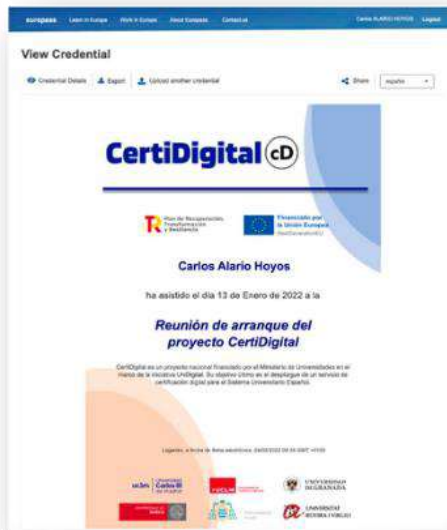 europass Learn in Europe Work in Europe About Europass Contact us Carlos ALARIO HOYOS Logout
View Credential
Credential Details Export Upload another credential Share español
CertiDigital cD
Plan de Recuperación, Transformación y Resiliencia
Financiado por la Unión Europea
NextGenerationEU
Carlos Alario Hoyos
ha asistido el día 13 de Enero de 2022 a la
Reunión de arranque del
proyecto CertiDigital
CertiDigital es un proyecto nacional financiado por el Ministerio de Universidades en el
marco de la iniciativa UniDigital. Su objetivo último es el despliegue de un servicio de
certificación digital para el Sistema Universitario Español.
uc3m Universidad Carlos III de Madrid
UNIVERSIDAD DE GRANADA
UNIVERSITAT ROVIRA I VIRGILI